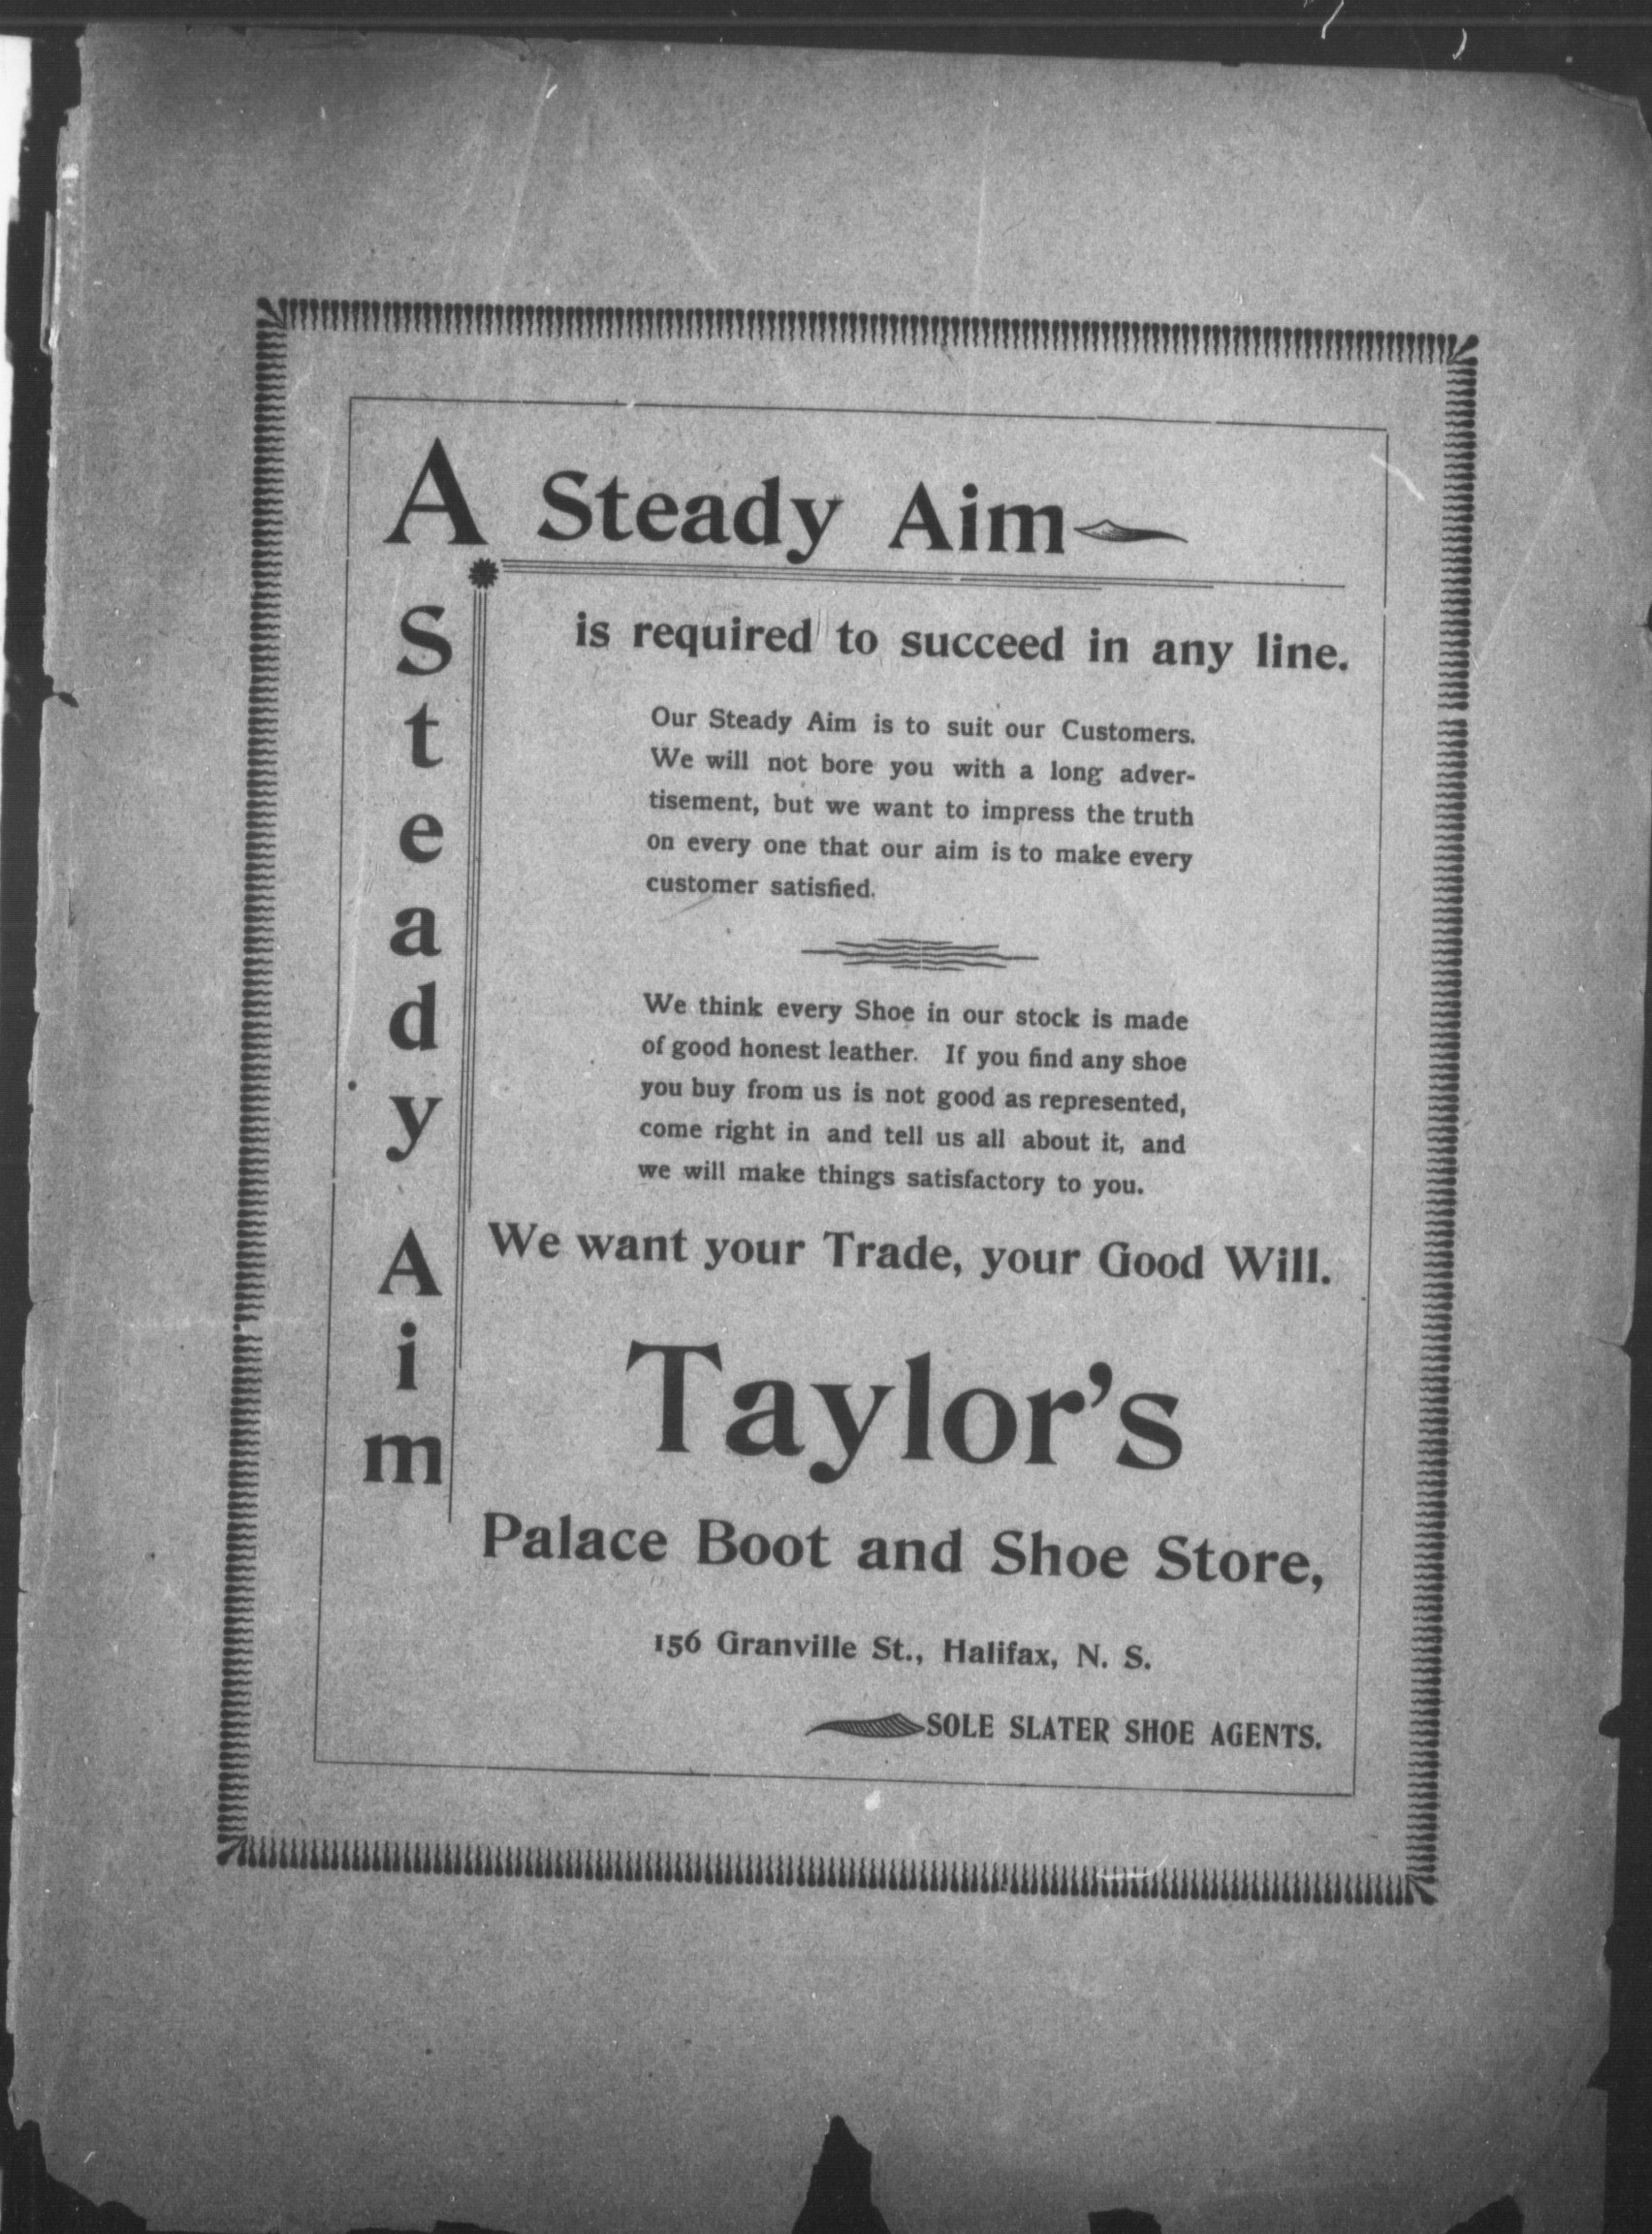 A Steady Aim
Steady
Aim
is required to succeed in any line.
Our Steady Aim is to suit our Customers.
We will not bore you with a long adver-
tisement, but we want to impress the truth
on every one that our aim is to make every
customer satisfied.
We think every Shoe in our stock is made
of good honest leather. If you find any shoe
you buy from us is not good as represented,
come right in and tell us all about it, and
we will make things satisfactory to you.
We want your Trade, your Good Will.
Taylor's
Palace Boot and Shoe Store,
156 Granville St., Halifax, N. S.
SOLE SLATER SHOE AGENTS.